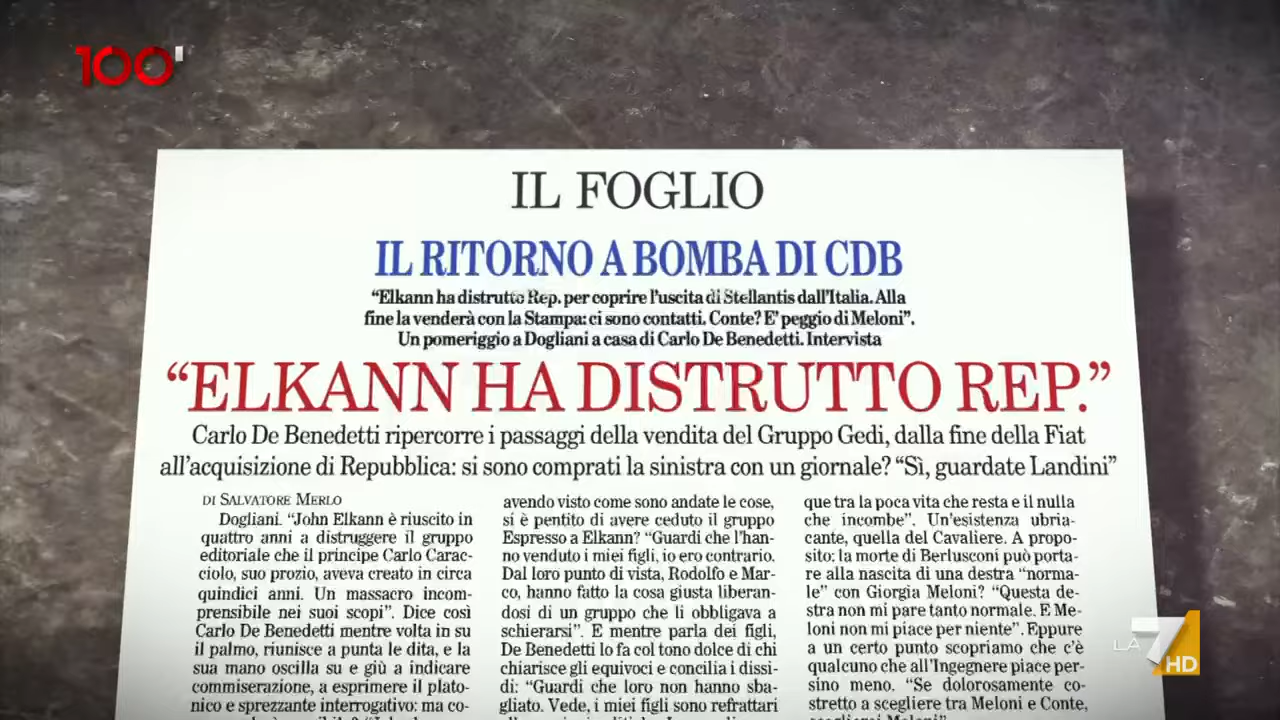 100'
IL FOGLIO
IL RITORNO A BOMBA DI CDB
“Elkann ha distrutto Rep. per coprire l’uscita di Stellantis dall’Italia. Alla
fine la venderà con la Stampa: ci sono contatti. Conte? E’ peggio di Meloni”.
Un pomeriggio a Dogliani a casa di Carlo De Benedetti. Intervista
“ELKANN HA DISTRUTTO REP.”
Carlo De Benedetti ripercorre i passaggi della vendita del Gruppo Gedi, dalla fine della Fiat
all’acquisizione di Repubblica: si sono comprati la sinistra con un giornale? “Sì, guardate Landini”
DI SALVATORE MERLO
Dogliani. “John Elkann è riuscito in
quattro anni a distruggere il gruppo
editoriale che il principe Carlo Carac-
ciolo, suo prozio, aveva creato in circa
quindici anni. Un massacro incom-
prensibile nei suoi scopi”. Dice così
Carlo De Benedetti mentre volta in su
il palmo, riunisce a punta le dita, e la
sua mano oscilla su e giù a indicare
commiserazione, a esprimere il plato-
nico e sprezzante interrogativo: ma co-
avendo visto come sono andate le cose,
si è pentito di avere ceduto il gruppo
Espresso a Elkann? “Guardi che l’han-
no venduto i miei figli, io ero contrario.
Dal loro punto di vista, Rodolfo e Mar-
co, hanno fatto la cosa giusta liberan-
dosi di un gruppo che li obbligava a
schierarsi”. E mentre parla dei figli,
De Benedetti lo fa col tono dolce di chi
chiarisce gli equivoci e concilia i dissi-
di: “Guardi che loro non hanno sba-
gliato. Vede, i miei figli sono refrattari
que tra la poca vita che resta e il nulla
che incombe”. Un’esistenza ubria-
cante, quella del Cavaliere. A propo-
sito: la morte di Berlusconi può porta-
re alla nascita di una destra “norma-
le” con Giorgia Meloni? “Questa de-
stra non mi pare tanto normale. E Me-
loni non mi piace per niente”. Eppure
a un certo punto scopriamo che c’è
qualcuno che all’Ingegnere piace per-
sino meno. “Se dolorosamente co-
stretto a scegliere tra Meloni e Conte,
LA 7 HD